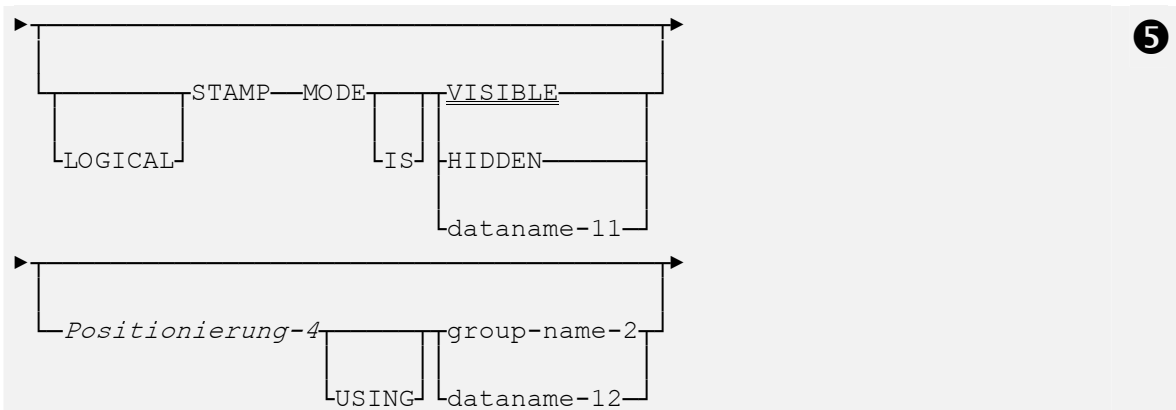 ❺
STAMP MODE VISIBLE
LOGICAL IS HIDDEN
dataname-11
Positionierung-4 group-name-2
USING dataname-12